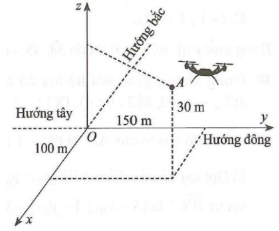 z
Hướng bắc
A
30 m
Hướng tây
150 m
y
O
Hướng đông
100 m
x